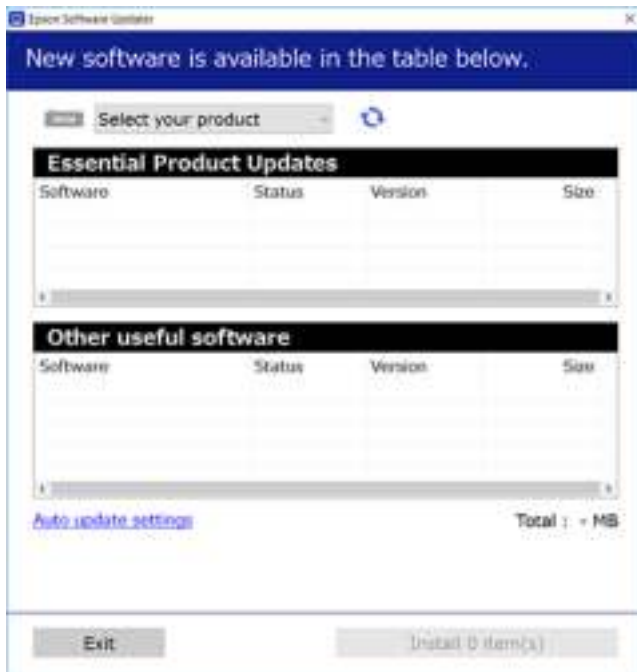 Epson Software Updater
New software is available in the table below.
Select your product
Essential Product Updates
Software Status Version Size
Other useful software
Software Status Version Size
Auto update settings Total : - MB
Exit Install 0 item(s)